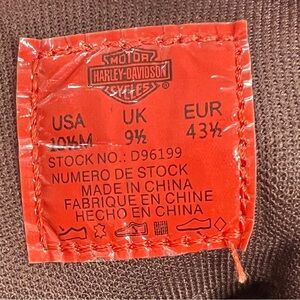 MOTOR
HARLEY-DAVIDSON
CYCLES
®
USA UK EUR
10½M 9½ 43½
STOCK NO.: D96199
NUMERO DE STOCK
MADE IN CHINA
FABRIQUE EN CHINE
HECHO EN CHINA